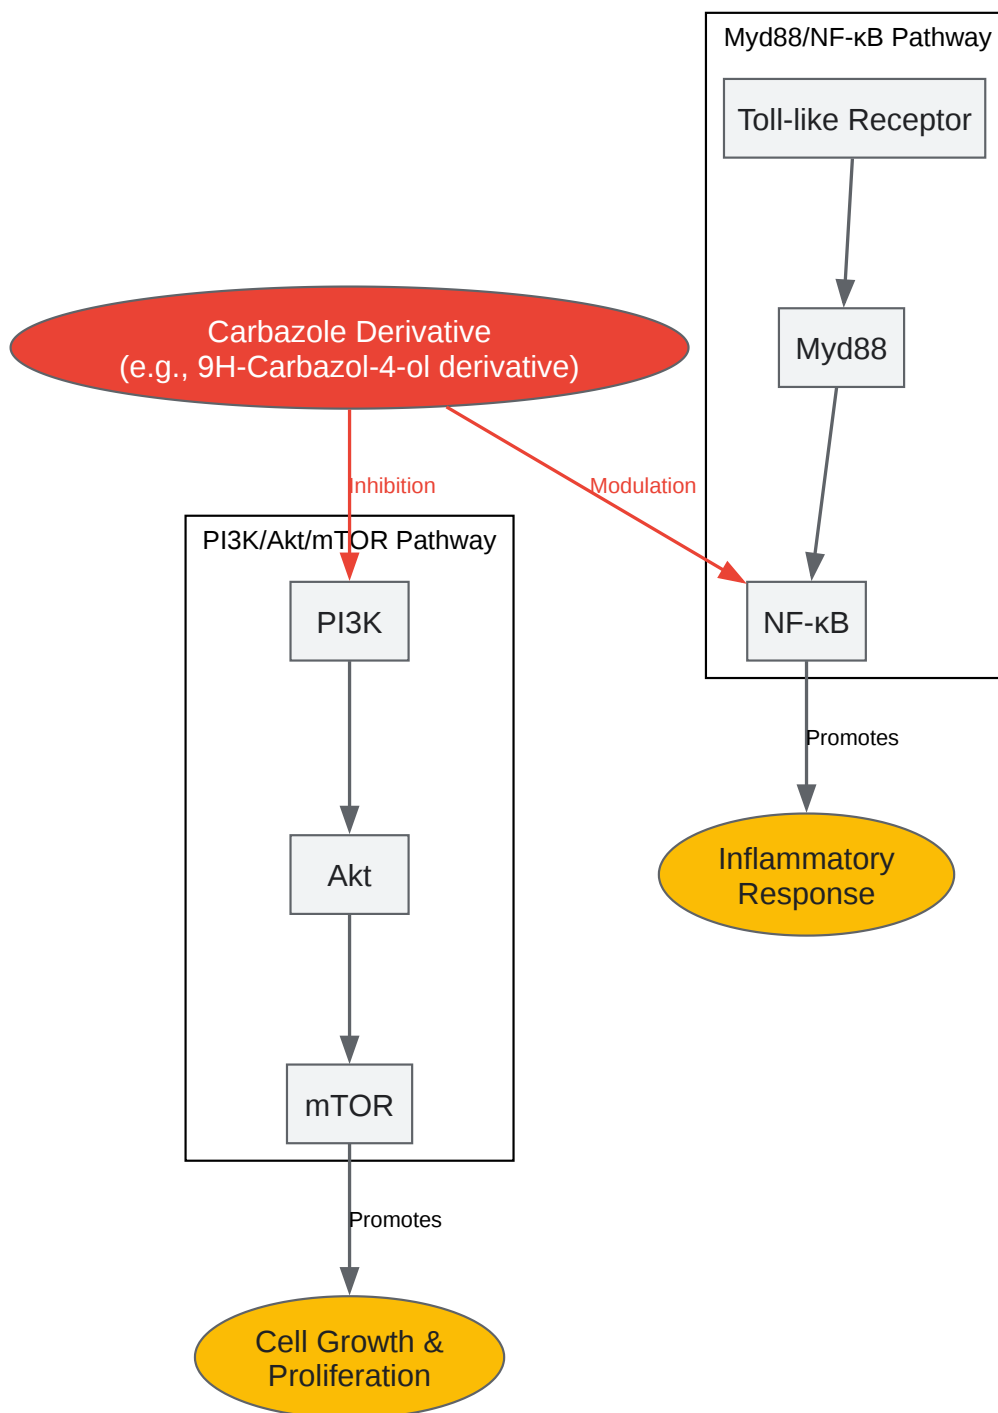 Myd88/NF-κB Pathway
Toll-like Receptor
Carbazole Derivative
(e.g., 9H-Carbazol-4-ol derivative)
Myd88
Inhibition
Modulation
PI3K/Akt/mTOR Pathway
PI3K
NF-κB
Promotes
Akt
Inflammatory
Response
mTOR
Promotes
Cell Growth &
Proliferation